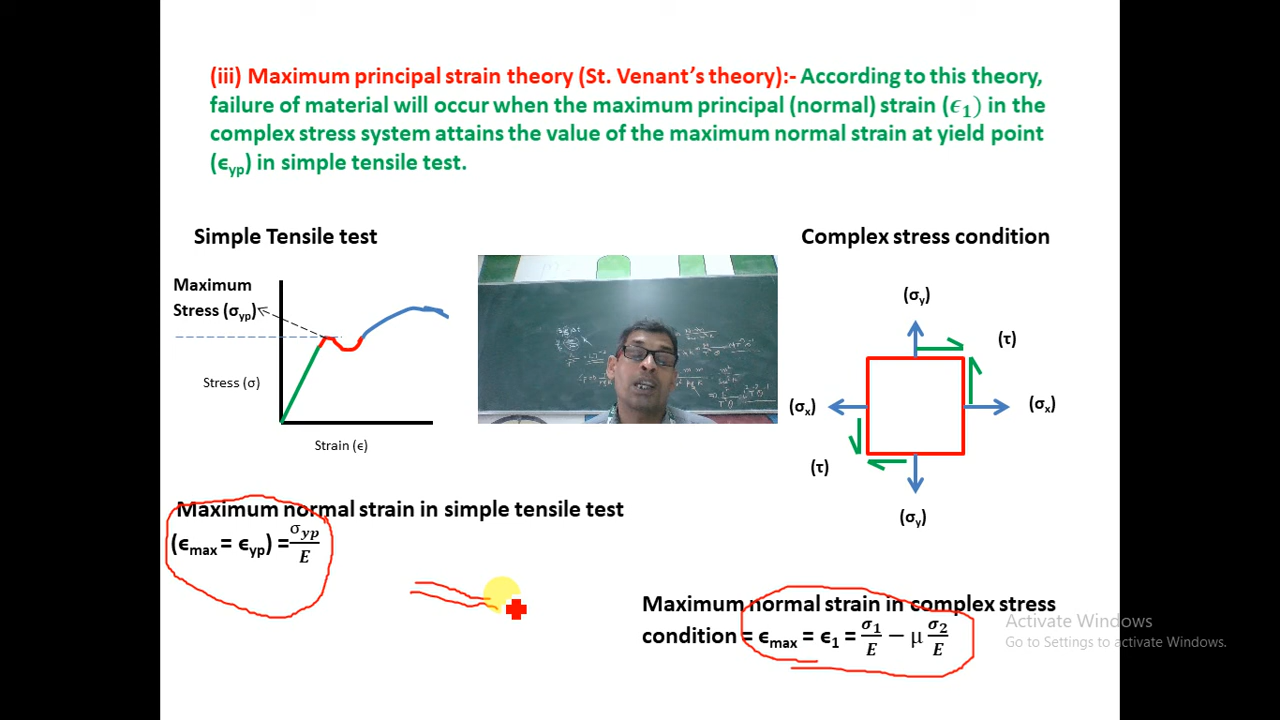 (iii) Maximum principal strain theory (St. Venant's theory):- According to this theory,
failure of material will occur when the maximum principal (normal) strain (ϵ₁) in the
complex stress system attains the value of the maximum normal strain at yield point
(ϵyp) in simple tensile test.
Simple Tensile test
Complex stress condition
Maximum
Stress (σyp)
Stress (σ)
Strain (ϵ)
(σy)
(τ)
(σx)
(σx)
(τ)
(σy)
Maximum normal strain in simple tensile test
(ϵmax = ϵyp) = σyp/E
Maximum normal strain in complex stress
condition = ϵmax = ϵ₁ = σ₁/E − μ σ₂/E
Activate Windows
Go to Settings to activate Windows.